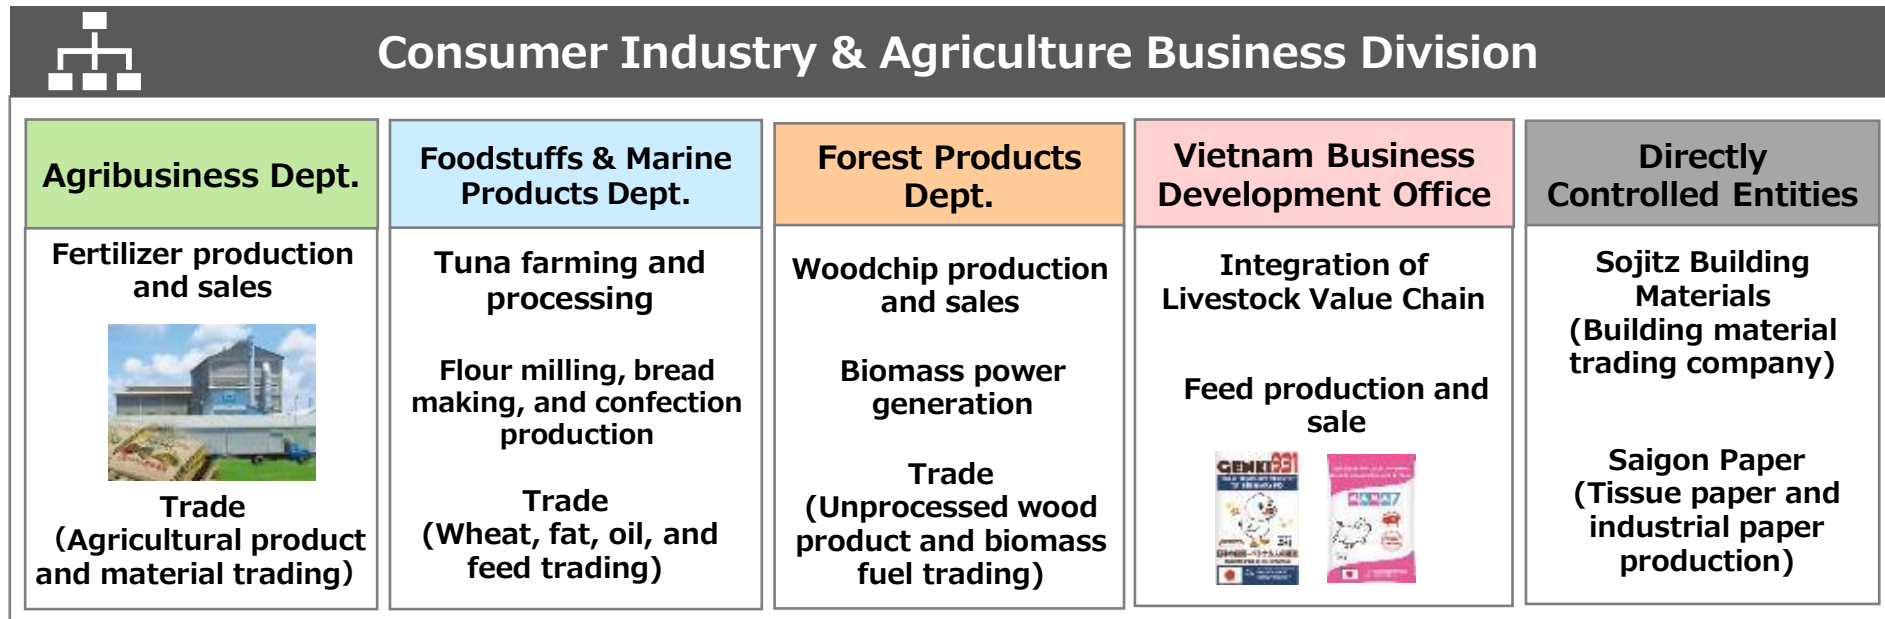 Consumer Industry & Agriculture Business Division
Agribusiness Dept.
Fertilizer production
and sales
Trade
(Agricultural product
and material trading)
Foodstuffs & Marine
Products Dept.
Tuna farming and
processing
Flour milling, bread
making, and confection
production
Trade
(Wheat, fat, oil, and
feed trading)
Forest Products
Dept.
Woodchip production
and sales
Biomass power
generation
Trade
(Unprocessed wood
product and biomass
fuel trading)
Vietnam Business
Development Office
Integration of
Livestock Value Chain
Feed production and
sale
GENKI 931
MAMA7
Directly
Controlled Entities
Sojitz Building
Materials
(Building material
trading company)
Saigon Paper
(Tissue paper and
industrial paper
production)